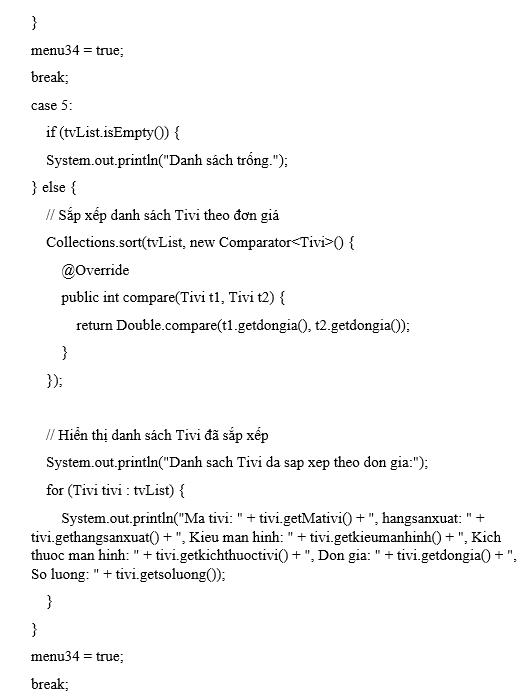 }
menu34 = true;
break;
case 5:
if (tvList.isEmpty()) {
System.out.println("Danh sách trống.");
} else {
// Sắp xếp danh sách Tivi theo đơn giá
Collections.sort(tvList, new Comparator<Tivi>() {
@Override
public int compare(Tivi t1, Tivi t2) {
return Double.compare(t1.getdongia(), t2.getdongia());
}
});
// Hiển thị danh sách Tivi đã sắp xếp
System.out.println("Danh sach Tivi da sap xep theo don gia:");
for (Tivi tivi : tvList) {
System.out.println("Ma tivi: " + tivi.getMativi() + ", hangsanxuat: " +
tivi.gethangsanxuat() + ", Kieu man hinh: " + tivi.getkieumanhinh() + ", Kich
thuoc man hinh: " + tivi.getkichthuoctivi() + ", Don gia: " + tivi.getdongia() + ",
So luong: " + tivi.getsoluong());
}
}
menu34 = true;
break;